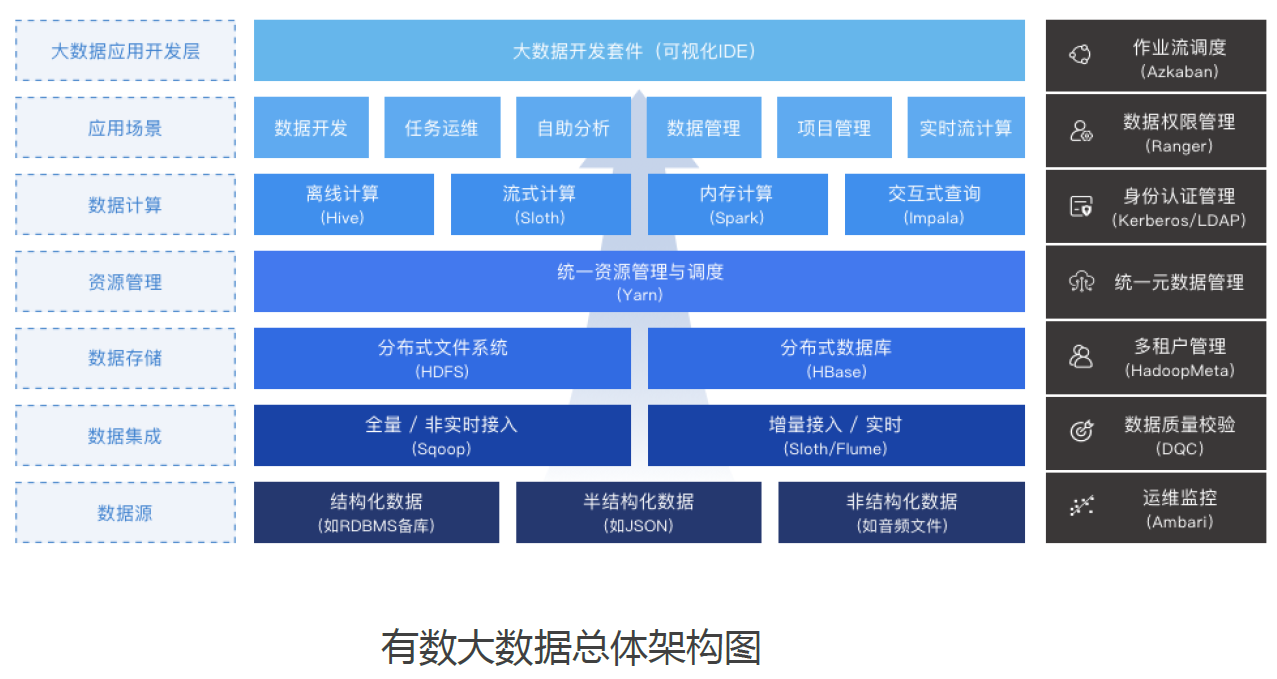 大数据应用开发层
大数据开发套件（可视化IDE）
应用场景
数据开发
任务运维
自助分析
数据管理
项目管理
实时流计算
数据计算
离线计算
(Hive)
流式计算
(Sloth)
内存计算
(Spark)
交互式查询
(Impala)
资源管理
统一资源管理与调度
(Yarn)
数据存储
分布式文件系统
(HDFS)
分布式数据库
(HBase)
数据集成
全量 / 非实时接入
(Sqoop)
增量接入 / 实时
(Sloth/Flume)
数据源
结构化数据
(如RDBMS备库)
半结构化数据
(如JSON)
非结构化数据
(如音频文件)
作业流调度
(Azkaban)
数据权限管理
(Ranger)
身份认证管理
(Kerberos/LDAP)
统一元数据管理
多租户管理
(HadoopMeta)
数据质量校验
(DQC)
运维监控
(Ambari)
有数大数据总体架构图